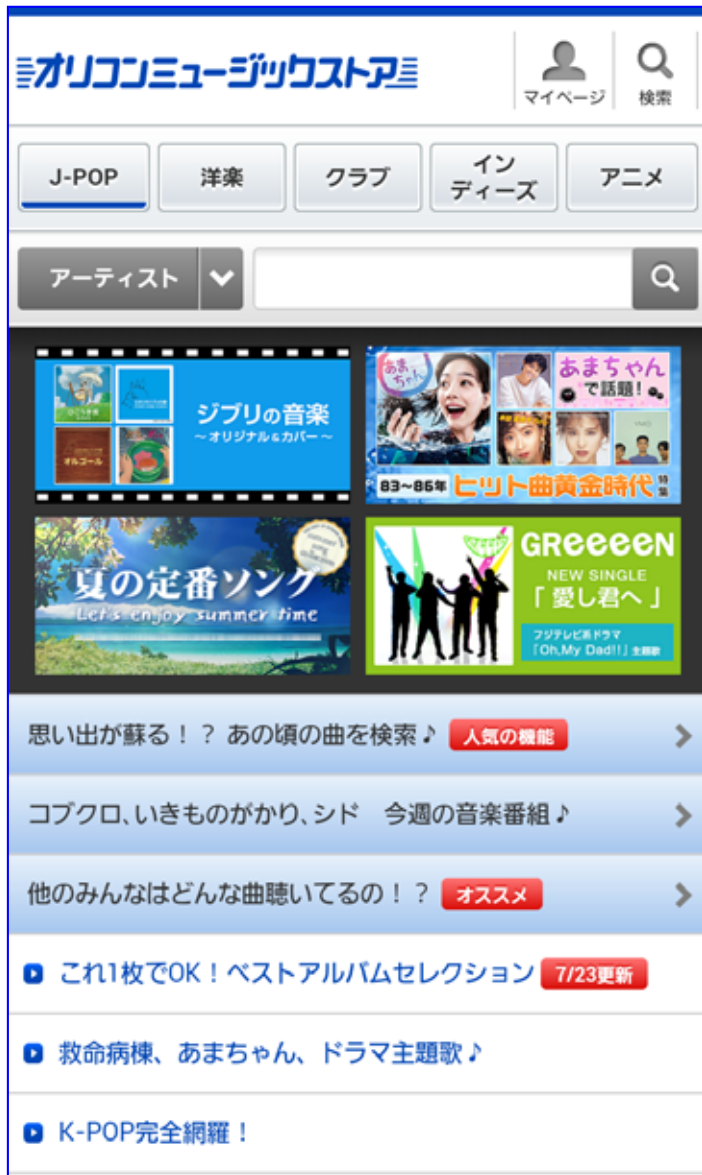 オリコンミュージックストア
マイページ
検索
J-POP
洋楽
クラブ
イン
ディーズ
アニメ
アーティスト
ジブリの音楽
～オリジナル&カバー～
オルゴール
あま
ちゃん
あまちゃん
で話題!
83~86年 ヒット曲黄金時代 特集
夏の定番ソング
Let's enjoy summer time
GReeeeN
NEW SINGLE
「愛し君へ」
フジテレビ系ドラマ
「Oh,My Dad!!」主題歌
思い出が蘇る！？あの頃の曲を検索♪ 人気の機能
コブクロ、いきものがかり、シド　今週の音楽番組♪
他のみんなはどんな曲聴いてるの！？ オススメ
これ1枚でOK！ベストアルバムセレクション 7/23更新
救命病棟、あまちゃん、ドラマ主題歌♪
K-POP完全網羅！